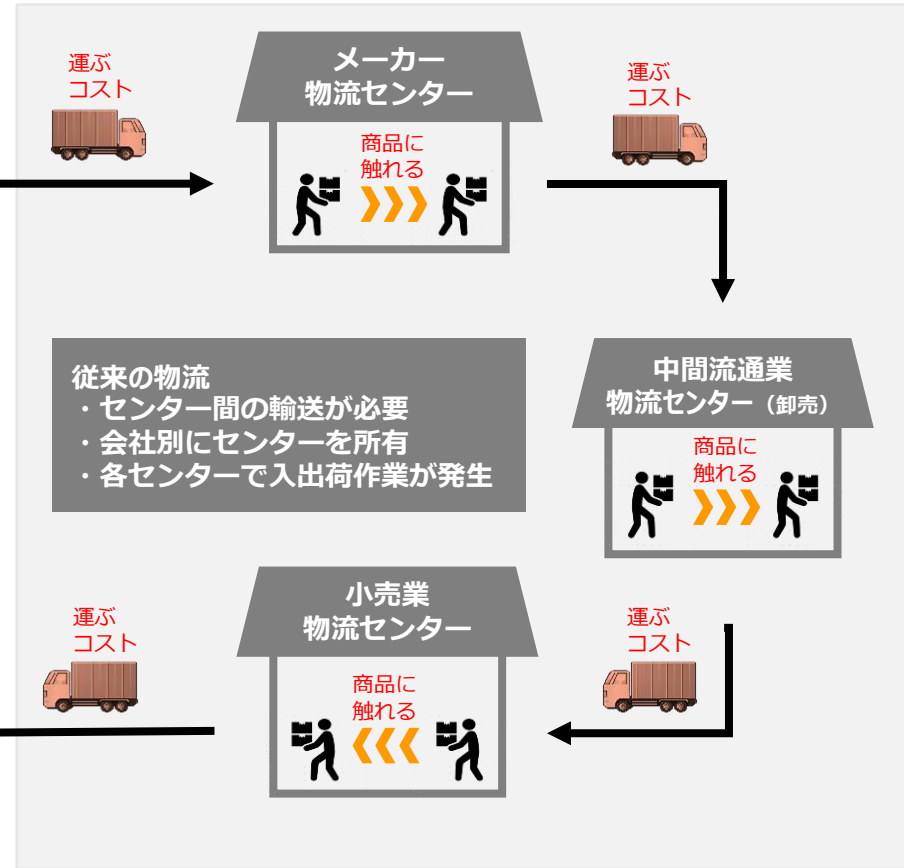 運ぶ
コスト
メーカー
物流センター
商品に
触れる
運ぶ
コスト
従来の物流
・センター間の輸送が必要
・会社別にセンターを所有
・各センターで入出荷作業が発生
中間流通業
物流センター（卸売）
商品に
触れる
運ぶ
コスト
小売業
物流センター
商品に
触れる
運ぶ
コスト